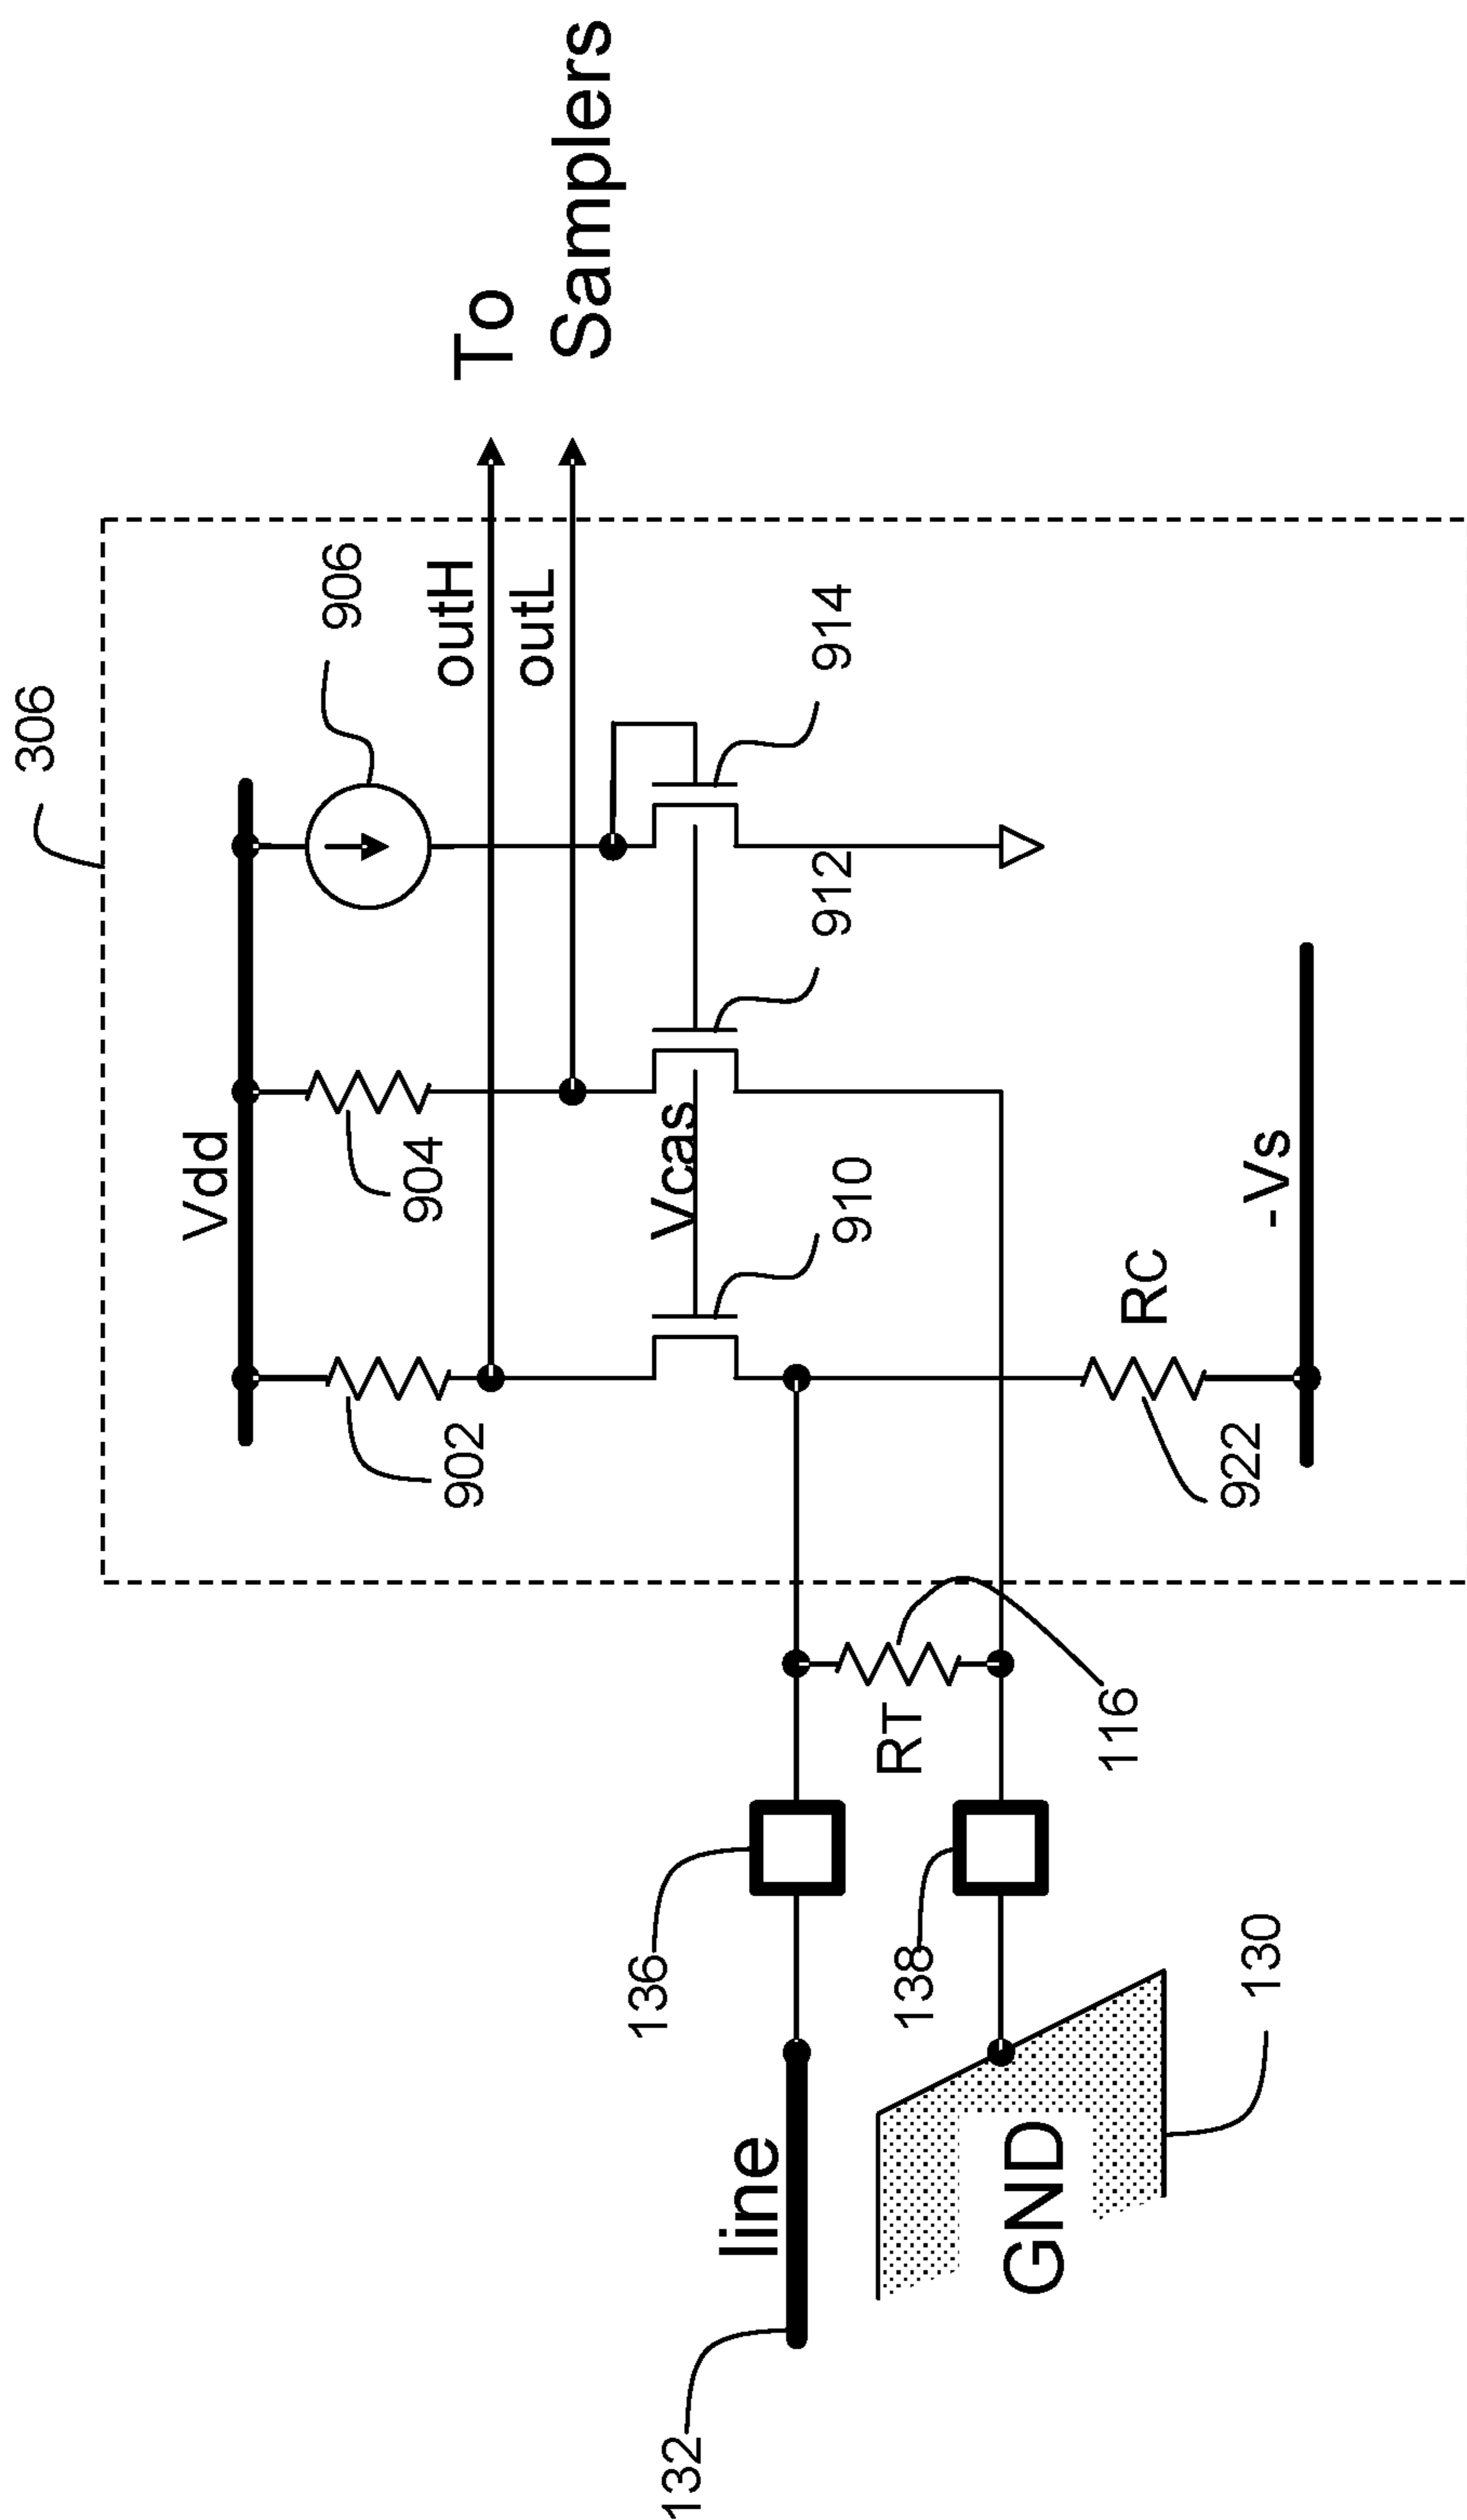 306
Vdd
906
To
Samplers
outH
outL
904
902
Vcas
914
912
910
132
line
136
RT
116
138
GND
130
RC
922
-Vs